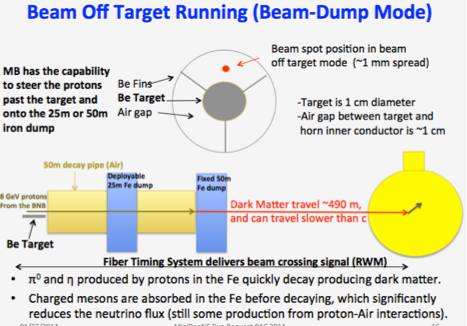 Beam Off Target Running (Beam-Dump Mode)
Beam spot position in beam
off target mode (~1 mm spread)
MB has the capability
to steer the protons
past the target and
onto the 25m or 50m
iron dump
Be Fins
Be Target
Air gap
-Target is 1 cm diameter
-Air gap between target and
horn inner conductor is ~1 cm
50m decay pipe (Air)
Deployable
25m Fe dump
Fixed 50m
Fe dump
8 GeV protons
From the BNB
Dark Matter travel ~490 m,
and can travel slower than c
Be Target
Fiber Timing System delivers beam crossing signal (RWM)
• π⁰ and η produced by protons in the Fe quickly decay producing dark matter.
• Charged mesons are absorbed in the Fe before decaying, which significantly
reduces the neutrino flux (still some production from proton-Air interactions).